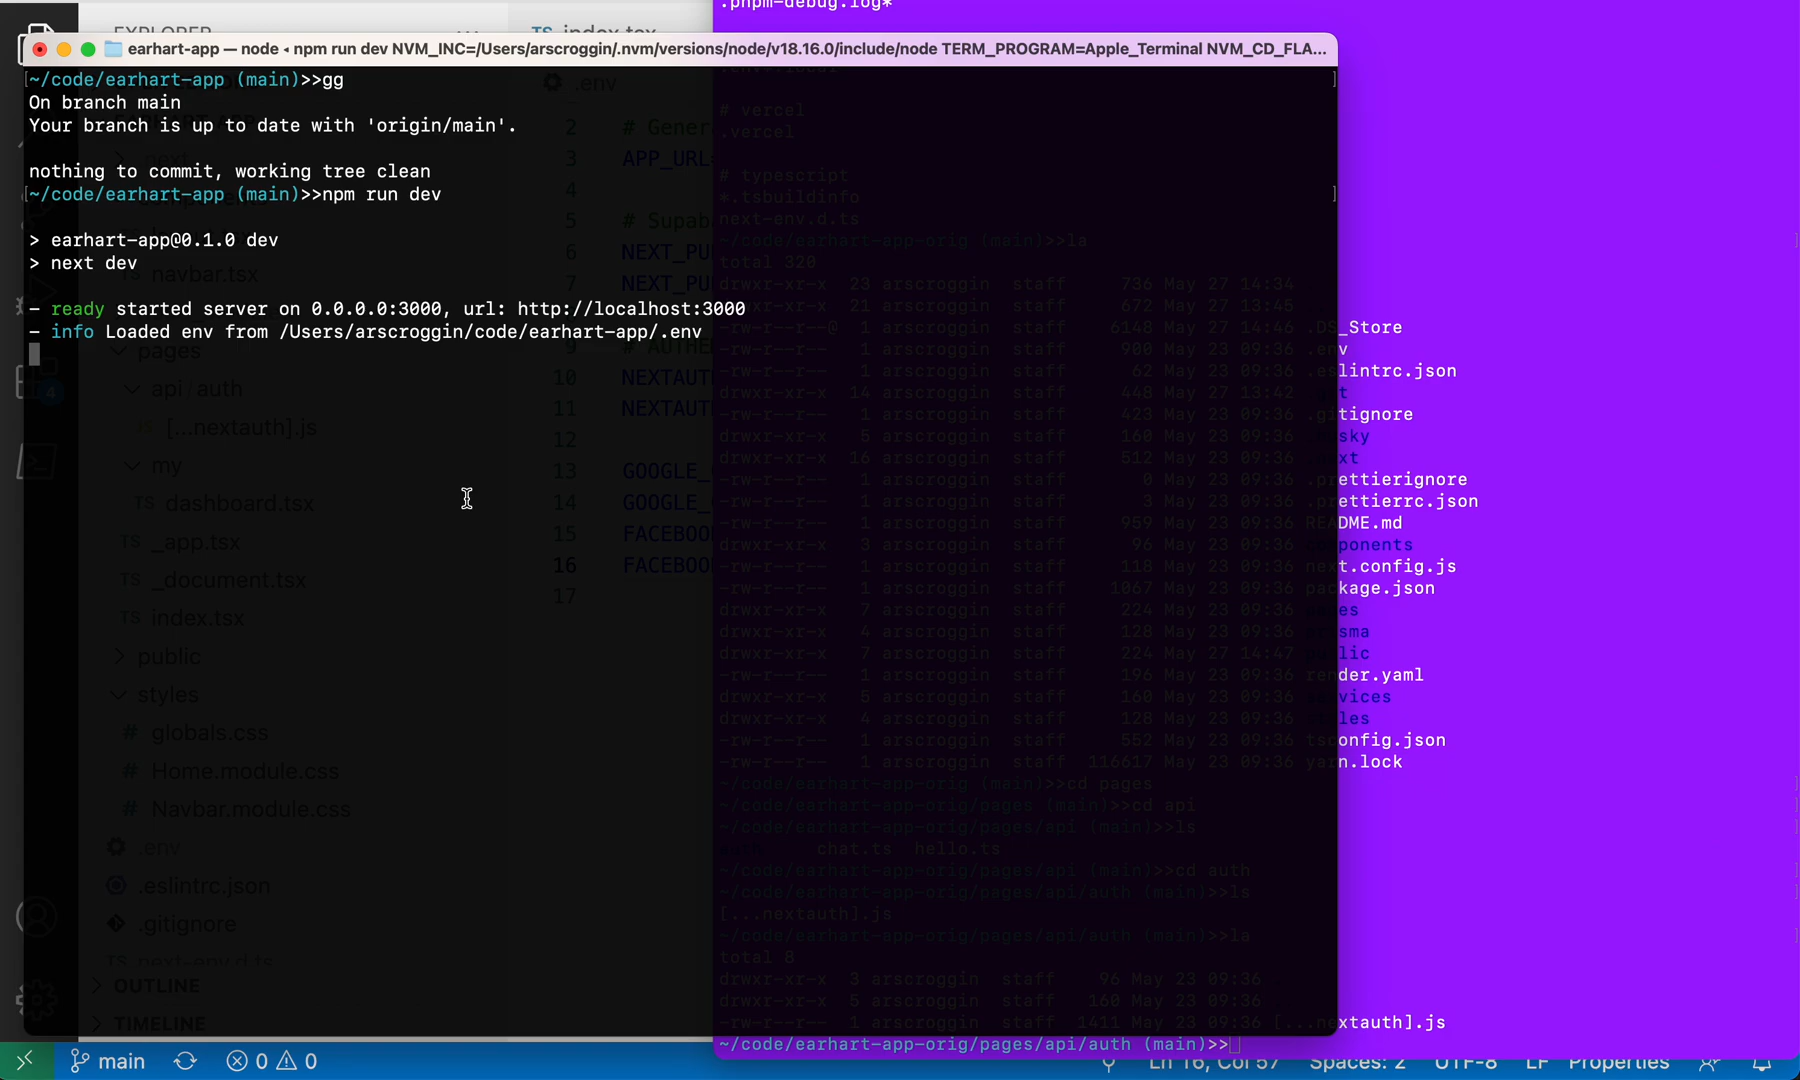 .pnpm-debug.log*
EXPLORER
TS index.tsx
earhart-app — node ◂ npm run dev NVM_INC=/Users/arscroggin/.nvm/versions/node/v18.16.0/include/node TERM_PROGRAM=Apple_Terminal NVM_CD_FLA...
~/code/earhart-app (main)>>gg
On branch main
Your branch is up to date with 'origin/main'.
nothing to commit, working tree clean
~/code/earhart-app (main)>>npm run dev
> earhart-app@0.1.0 dev
> next dev
- ready started server on 0.0.0.0:3000, url: http://localhost:3000
- info Loaded env from /Users/arscroggin/code/earhart-app/.env
navbar.tsx
pages
api/auth
[...nextauth].js
my
TS dashboard.tsx
TS _app.tsx
TS _document.tsx
TS index.tsx
public
styles
# globals.css
# Home.module.css
# Navbar.module.css
.env
.eslintrc.json
.gitignore
next-env.d.ts
OUTLINE
TIMELINE
4
.env
2 # Gener
3 APP_URL=
4
5 # Supab
6 NEXT_PU
7 NEXT_PU
9 # AUTHE
10 NEXTAUT
11 NEXTAUT
12
13 GOOGLE_
14 GOOGLE_
15 FACEBOO
16 FACEBOO
17
# vercel
.vercel
# typescript
*.tsbuildinfo
next-env.d.ts
~/code/earhart-app-orig (main)>>la
total 320
drwxr-xr-x 23 arscroggin staff 736 May 27 14:34
drwxr-xr-x 21 arscroggin staff 672 May 27 13:45
-rw-r--r--@ 1 arscroggin staff 6148 May 27 14:46 .DS_Store
-rw-r--r-- 1 arscroggin staff 900 May 23 09:36 .env
-rw-r--r-- 1 arscroggin staff 62 May 23 09:36 .eslintrc.json
drwxr-xr-x 14 arscroggin staff 448 May 27 13:42 .git
-rw-r--r-- 1 arscroggin staff 423 May 23 09:36 .gitignore
drwxr-xr-x 5 arscroggin staff 160 May 23 09:36 .husky
drwxr-xr-x 16 arscroggin staff 512 May 23 09:36 .next
-rw-r--r-- 1 arscroggin staff 0 May 23 09:36 .prettierignore
-rw-r--r-- 1 arscroggin staff 3 May 23 09:36 .prettierrc.json
-rw-r--r-- 1 arscroggin staff 959 May 23 09:36 README.md
drwxr-xr-x 3 arscroggin staff 96 May 23 09:36 components
-rw-r--r-- 1 arscroggin staff 118 May 23 09:36 next.config.js
-rw-r--r-- 1 arscroggin staff 1067 May 23 09:36 package.json
drwxr-xr-x 7 arscroggin staff 224 May 23 09:36 pages
drwxr-xr-x 4 arscroggin staff 128 May 23 09:36 prisma
drwxr-xr-x 7 arscroggin staff 224 May 27 14:47 public
-rw-r--r-- 1 arscroggin staff 196 May 23 09:36 render.yaml
drwxr-xr-x 5 arscroggin staff 160 May 23 09:36 services
drwxr-xr-x 4 arscroggin staff 128 May 23 09:36 styles
-rw-r--r-- 1 arscroggin staff 552 May 23 09:36 tsconfig.json
-rw-r--r-- 1 arscroggin staff 116617 May 23 09:36 yarn.lock
~/code/earhart-app-orig (main)>>cd pages
~/code/earhart-app-orig/pages (main)>>cd api
~/code/earhart-app-orig/pages/api (main)>>ls
chat.ts hello.ts
~/code/earhart-app-orig/pages/api (main)>>cd auth
~/code/earhart-app-orig/pages/api/auth (main)>>ls
[...nextauth].js
~/code/earhart-app-orig/pages/api/auth (main)>>la
total 8
drwxr-xr-x 3 arscroggin staff 96 May 23 09:36
drwxr-xr-x 5 arscroggin staff 160 May 23 09:36
-rw-r--r-- 1 arscroggin staff 1411 May 23 09:36 [...nextauth].js
~/code/earhart-app-orig/pages/api/auth (main)>>
main 0 0 Ln 16, Col 57 Spaces: 2 UTF-8 LF Properties